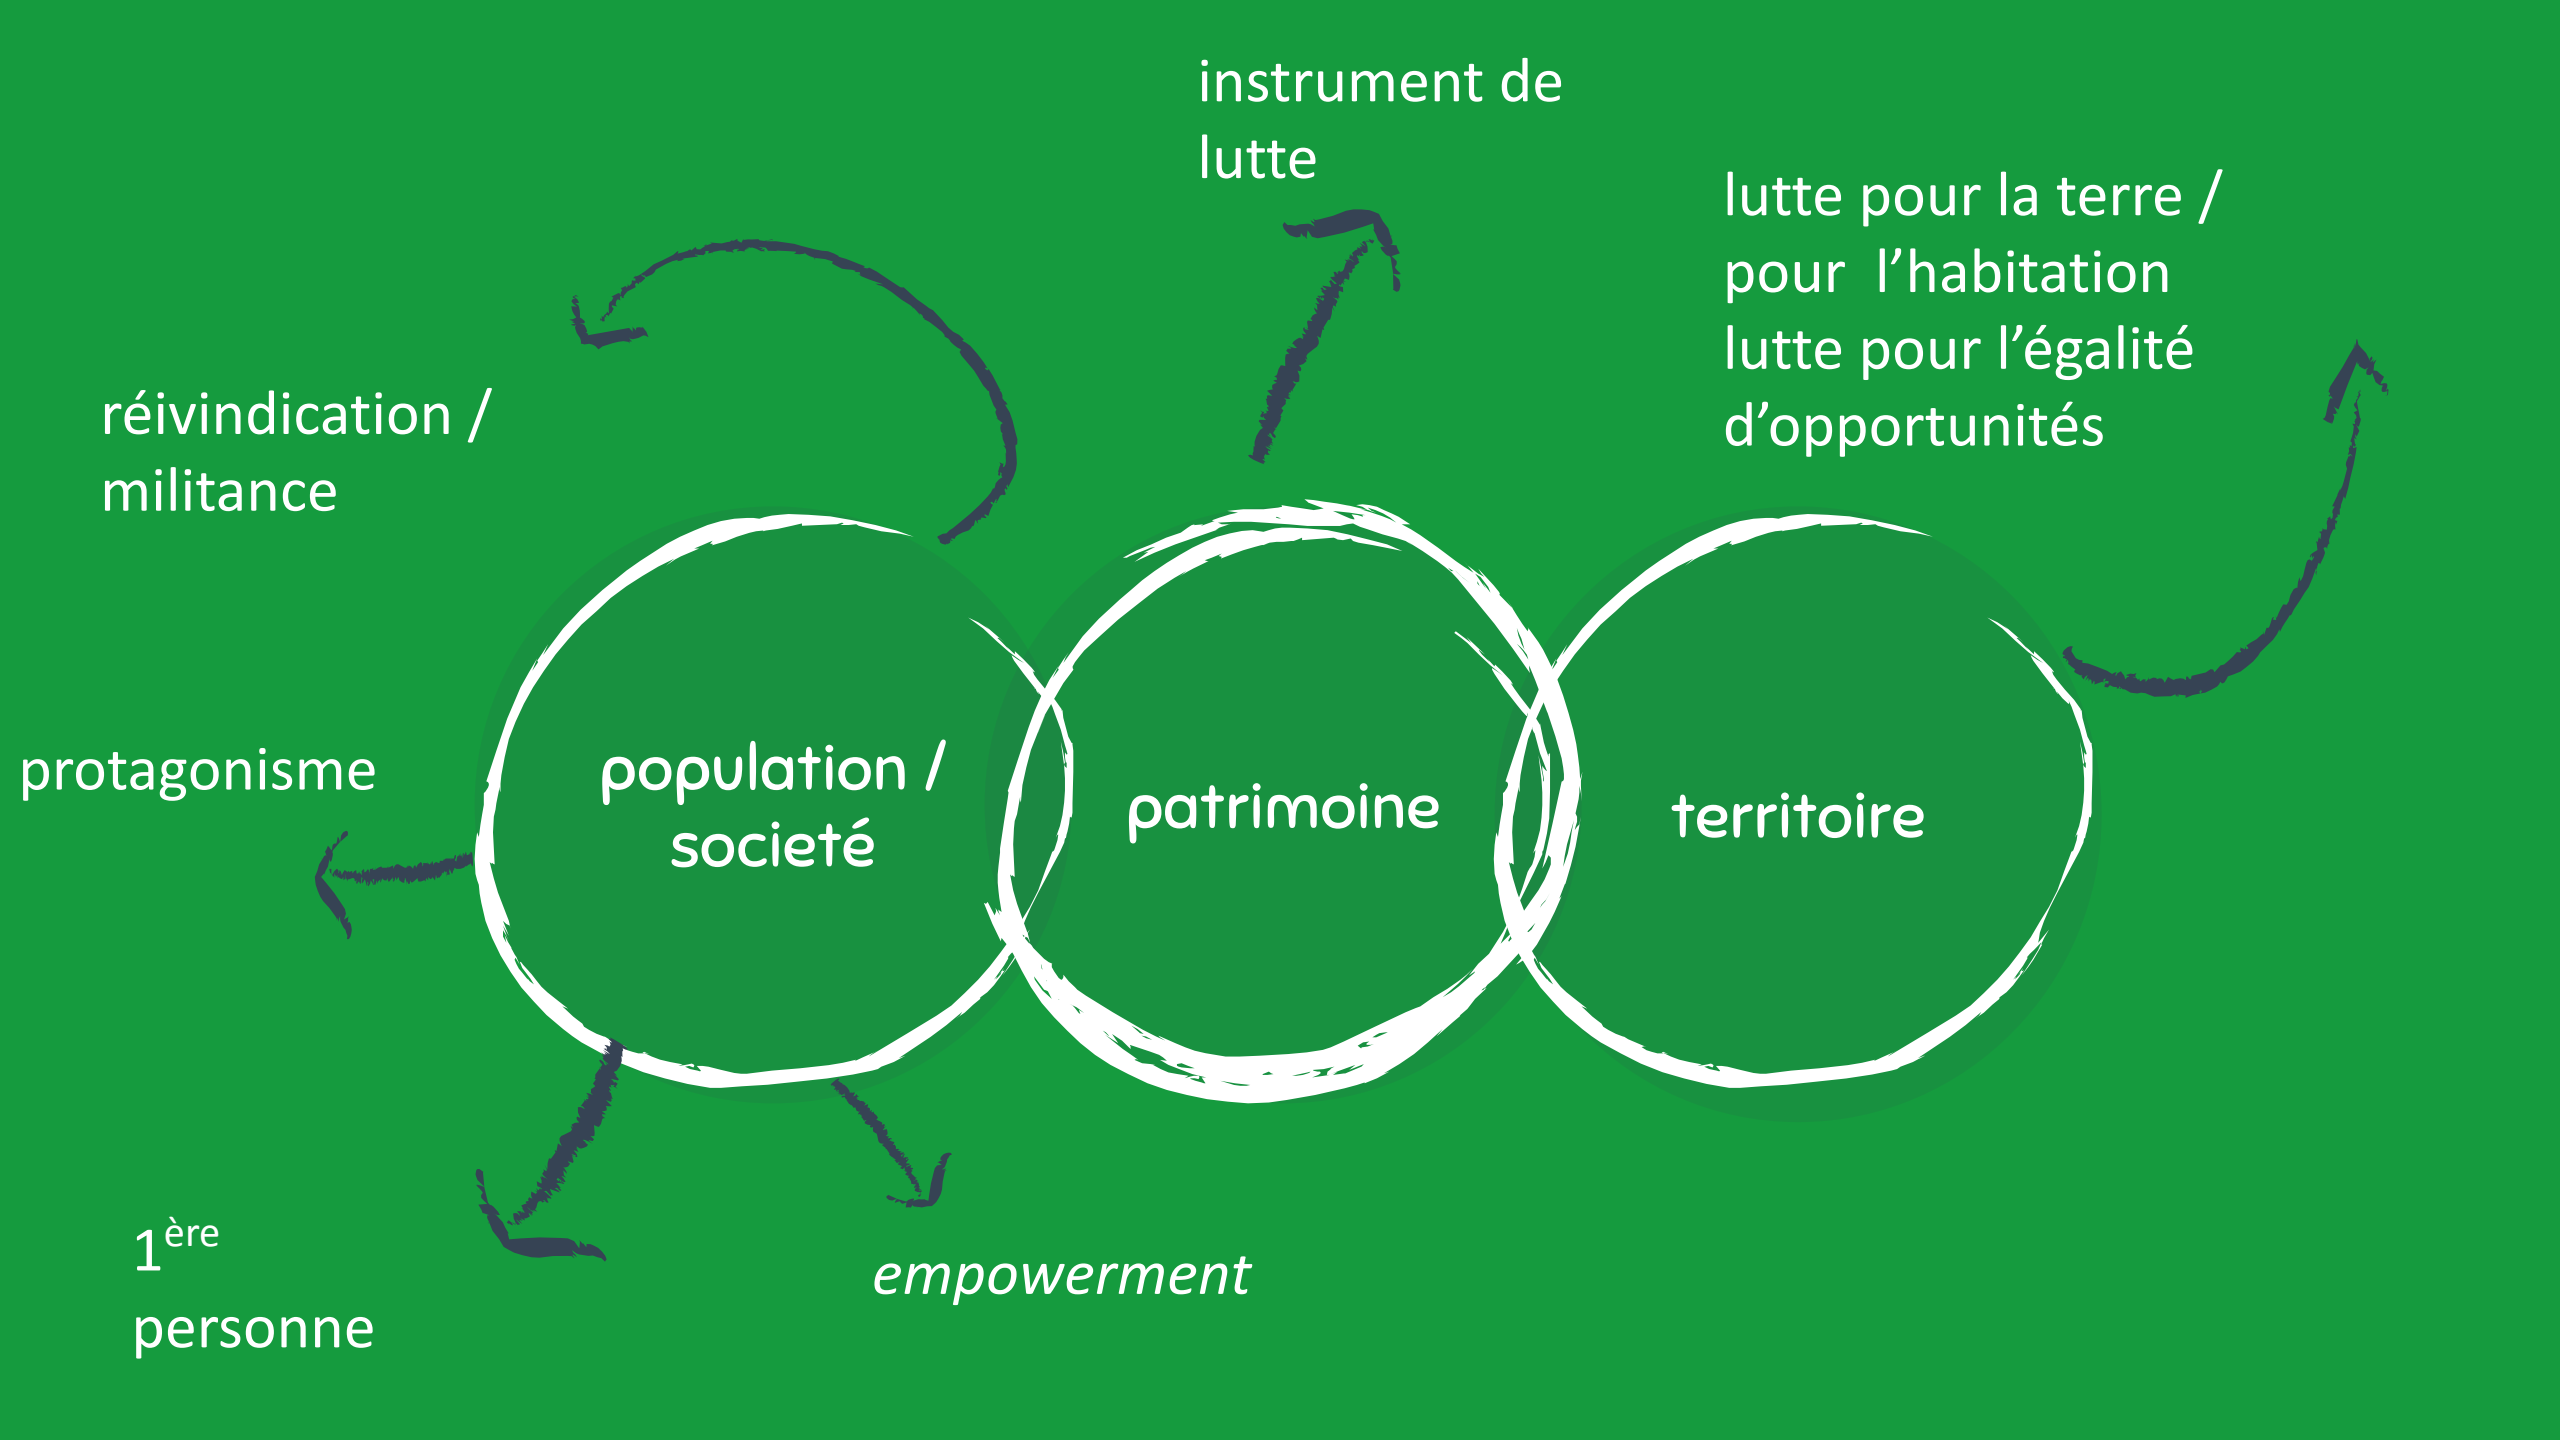 instrument de
lutte
lutte pour la terre /
pour  l’habitation
lutte pour l’égalité
d’opportunités
réivindication /
militance
protagonisme
population /
societé
patrimoine
territoire
1ère
personne
empowerment